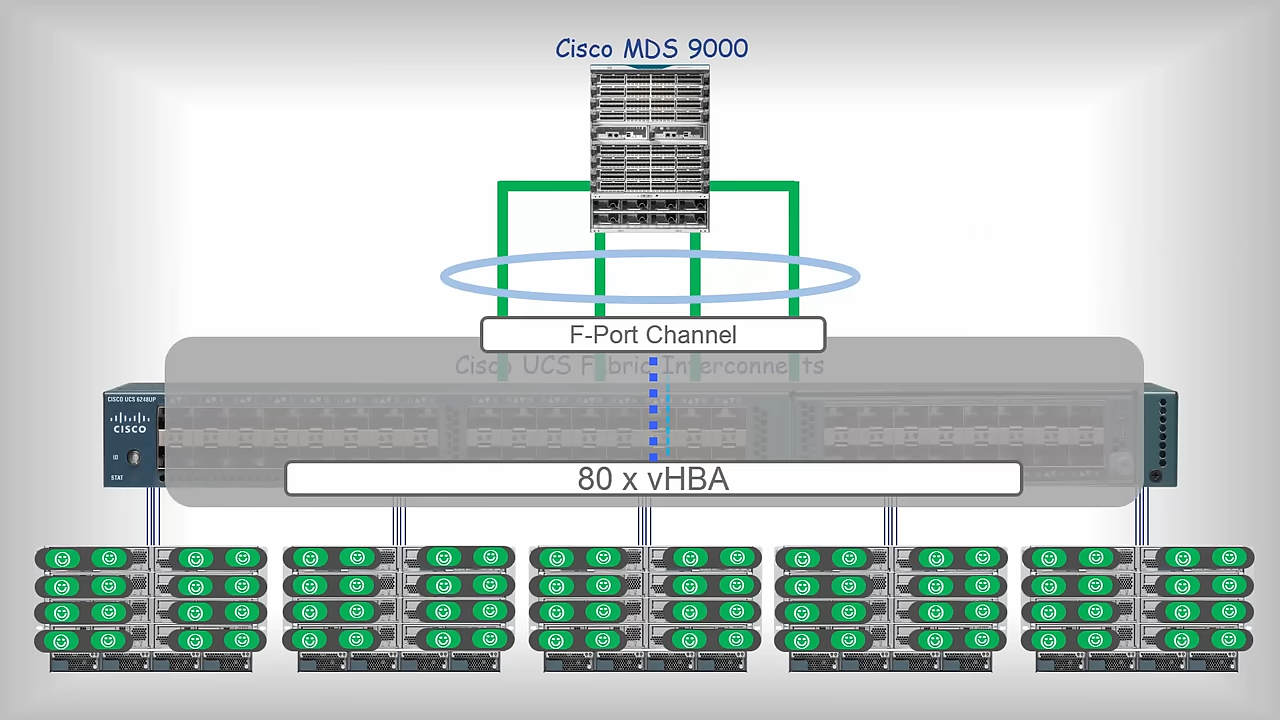 Cisco MDS 9000
F-Port Channel
Cisco UCS Fabric Interconnects
CISCO UCS 6248UP
CISCO
ID
STAT
80 x vHBA